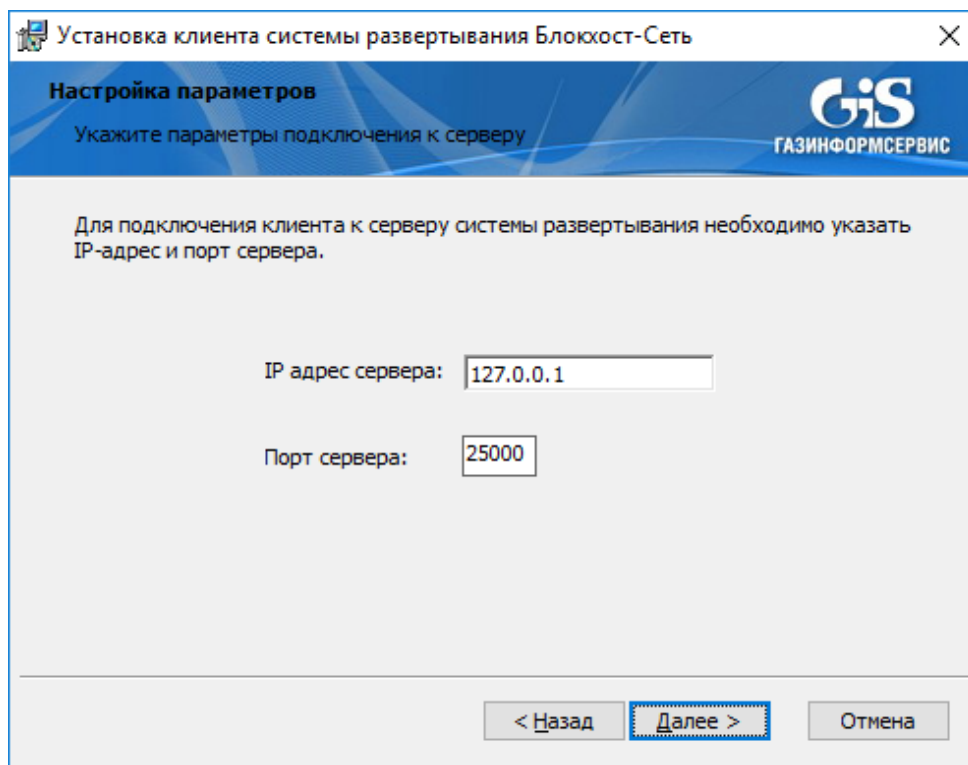 Установка клиента системы развертывания Блокхост-Сеть
Настройка параметров
Укажите параметры подключения к серверу
GiS
ГАЗИНФОРМСЕРВИС
Для подключения клиента к серверу системы развертывания необходимо указать
IP-адрес и порт сервера.
IP адрес сервера: 127.0.0.1
Порт сервера: 25000
< Назад Далее > Отмена